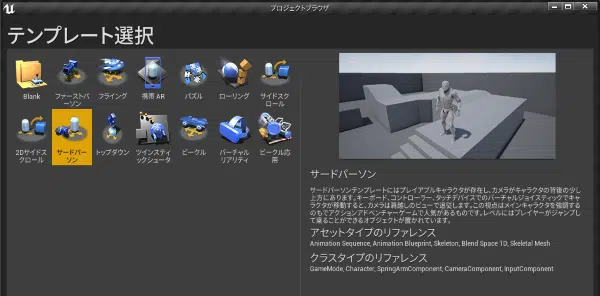 プロジェクトブラウザ
テンプレート選択
Blank
ファーストパ
ーソン
フライング
携帯 AR
パズル
ローリング
サイドスク
ロール
2Dサイドス
クロール
サードパー
ソン
トップダウン
ツインステ
ィックシュータ
ビークル
バーチャル
リアリティ
ビークル応
用
サードパーソン
サードパーソンテンプレートにはプレイアブルキャラクタが存在し、カメラがキャラクタの背後の少し
上方にあります。キーボード、コントローラー、タッチデバイスでのバーチャルジョイスティックでキャ
ラクタが移動すると、カメラは肩越しのビューで追従します。この視点はメインキャラクタを強調する
のもでアクションアドベンチャーゲームで人気があるものです。レベルにはプレイヤーがジャンプし
て乗ることができるオブジェクトが置かれています。
アセットタイプのリファレンス
Animation Sequence, Animation Blueprint, Skeleton, Blend Space 1D, Skeletal Mesh
クラスタイプのリファレンス
GameMode, Character, SpringArmComponent, CameraComponent, InputComponent